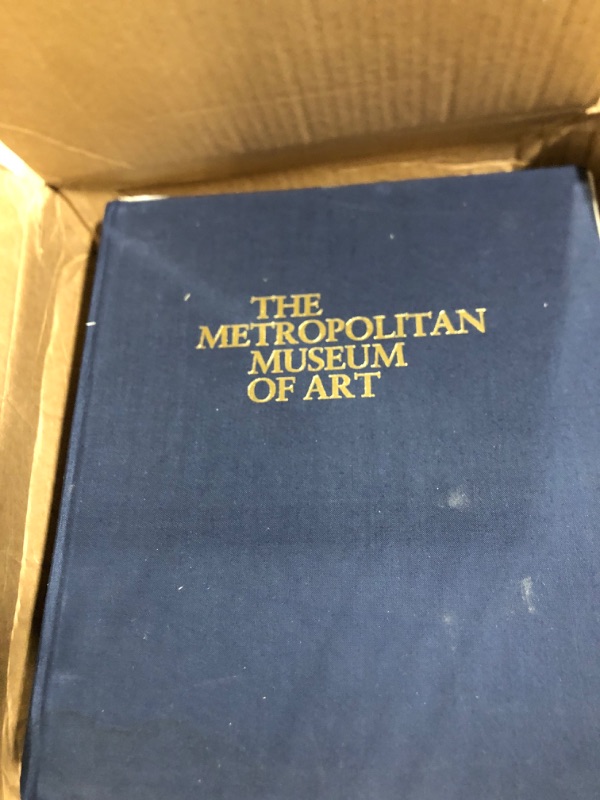 THE
METROPOLITAN
MUSEUM
OF ART